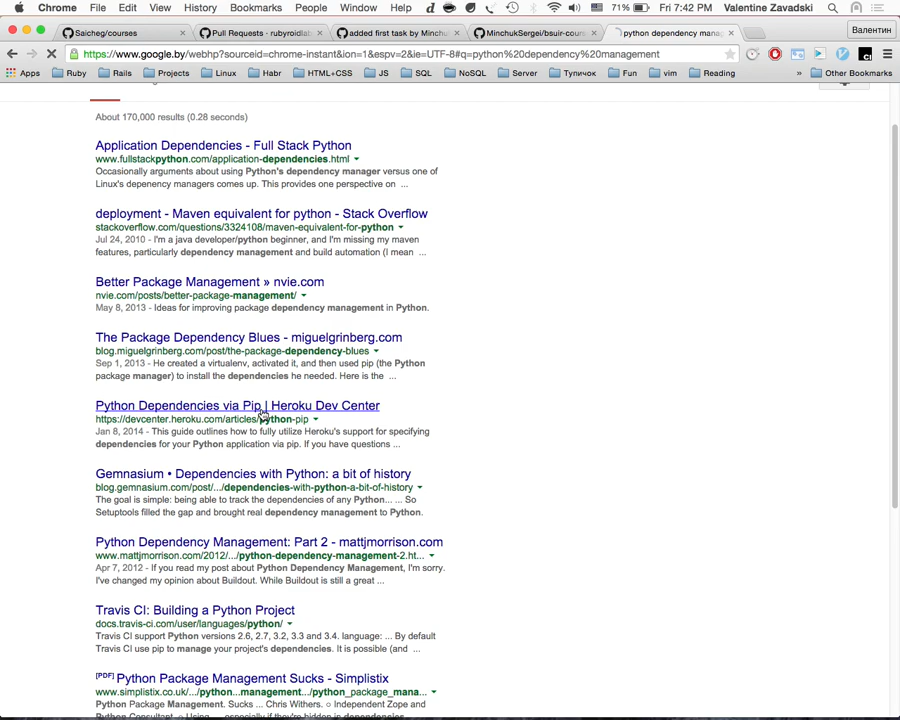 Chrome File Edit View History Bookmarks People Window Help 71% Fri 7:42 PM Valentine Zavadski
Saicheg/courses Pull Requests · rubyroidlab added first task by Minchuk MinchukSergei/bsuir-cour python dependency mana Валентин
https://www.google.by/webhp?sourceid=chrome-instant&ion=1&espv=2&ie=UTF-8#q=python%20dependency%20management
Apps Ruby Rails Projects Linux Habr HTML+CSS JS SQL NoSQL Server Тупичок Fun vim Reading » Other Bookmarks
About 170,000 results (0.28 seconds)
Application Dependencies - Full Stack Python
www.fullstackpython.com/application-dependencies.html
Occasionally arguments about using Python's dependency manager versus one of
Linux's depenency managers comes up. This provides one perspective on ...
deployment - Maven equivalent for python - Stack Overflow
stackoverflow.com/questions/3324108/maven-equivalent-for-python
Jul 24, 2010 - I'm a java developer/python beginner, and I'm missing my maven
features, particularly dependency management and build automation (I mean ...
Better Package Management » nvie.com
nvie.com/posts/better-package-management/
May 8, 2013 - Ideas for improving package dependency management in Python.
The Package Dependency Blues - miguelgrinberg.com
blog.miguelgrinberg.com/post/the-package-dependency-blues
Sep 1, 2013 - He created a virtualenv, activated it, and then used pip (the Python
package manager) to install the dependencies he needed. Here is the ...
Python Dependencies via Pip | Heroku Dev Center
https://devcenter.heroku.com/articles/python-pip
Jan 8, 2014 - This guide outlines how to fully utilize Heroku's support for specifying
dependencies for your Python application via pip. If you have questions ...
Gemnasium • Dependencies with Python: a bit of history
blog.gemnasium.com/post/.../dependencies-with-python-a-bit-of-history
The goal is simple: being able to track the dependencies of any Python... ... So
Setuptools filled the gap and brought real dependency management to Python.
Python Dependency Management: Part 2 - mattjmorrison.com
www.mattjmorrison.com/2012/.../python-dependency-management-2.ht...
Apr 7, 2012 - If you read my post about Python Dependency Management, I'm sorry.
I've changed my opinion about Buildout. While Buildout is still a great ...
Travis CI: Building a Python Project
docs.travis-ci.com/user/languages/python/
Travis CI support Python versions 2.6, 2.7, 3.2, 3.3 and 3.4. language: ... By default
Travis CI use pip to manage your project's dependencies. It is possible (and ...
[PDF] Python Package Management Sucks - Simplistix
www.simplistix.co.uk/.../python...management.../python_package_mana...
Python Package Management. Sucks ... Chris Withers. ○ Independent Zope and
Python Consultant. ○ Using ... especially if they're hidden in dependencies